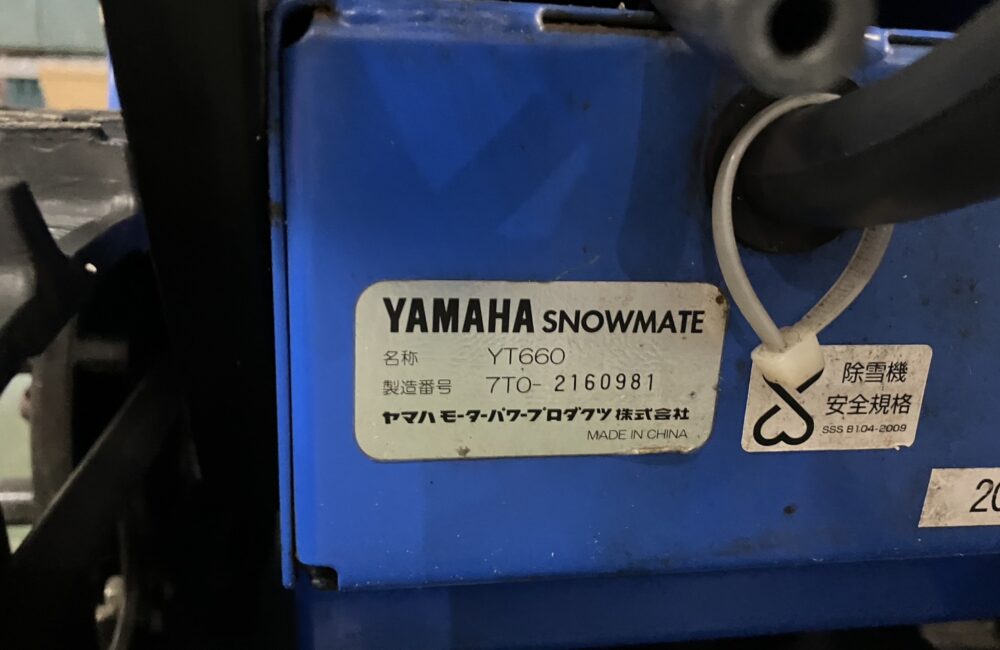 YAMAHA SNOWMATE
名称 YT660
製造番号 7TO- 2160981
ヤマハモーターパワープロダクツ株式会社
MADE IN CHINA
除雪機
安全規格
SSS B104-2009